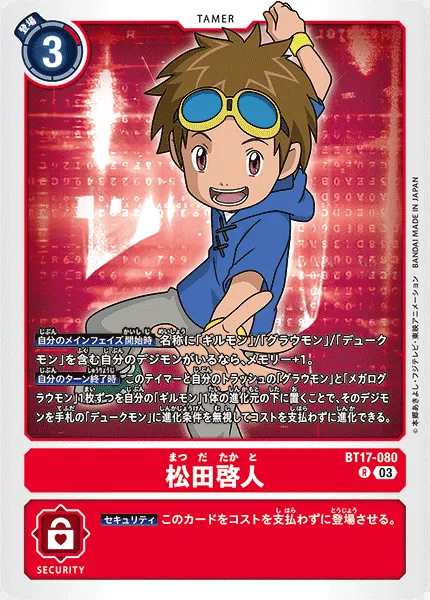 TAMER
登場
3
自分のメインフェイズ開始時 名称に「ギルモン」/「グラウモン」/「デューク
モン」を含む自分のデジモンがいるなら、メモリー+1。
自分のターン終了時 このテイマーと自分のトラッシュの「グラウモン」と「メガログ
ラウモン」1枚ずつを自分の「ギルモン」1体の進化元の下に置くことで、そのデジモ
ンを手札の「デュークモン」に進化条件を無視してコストを支払わずに進化できる。
©本郷あきよし・フジテレビ・東映アニメーション BANDAI MADE IN JAPAN
まつ だ たか と
松田啓人
BT17-080
R 03
セキュリティ このカードをコストを支払わずに登場させる。
SECURITY